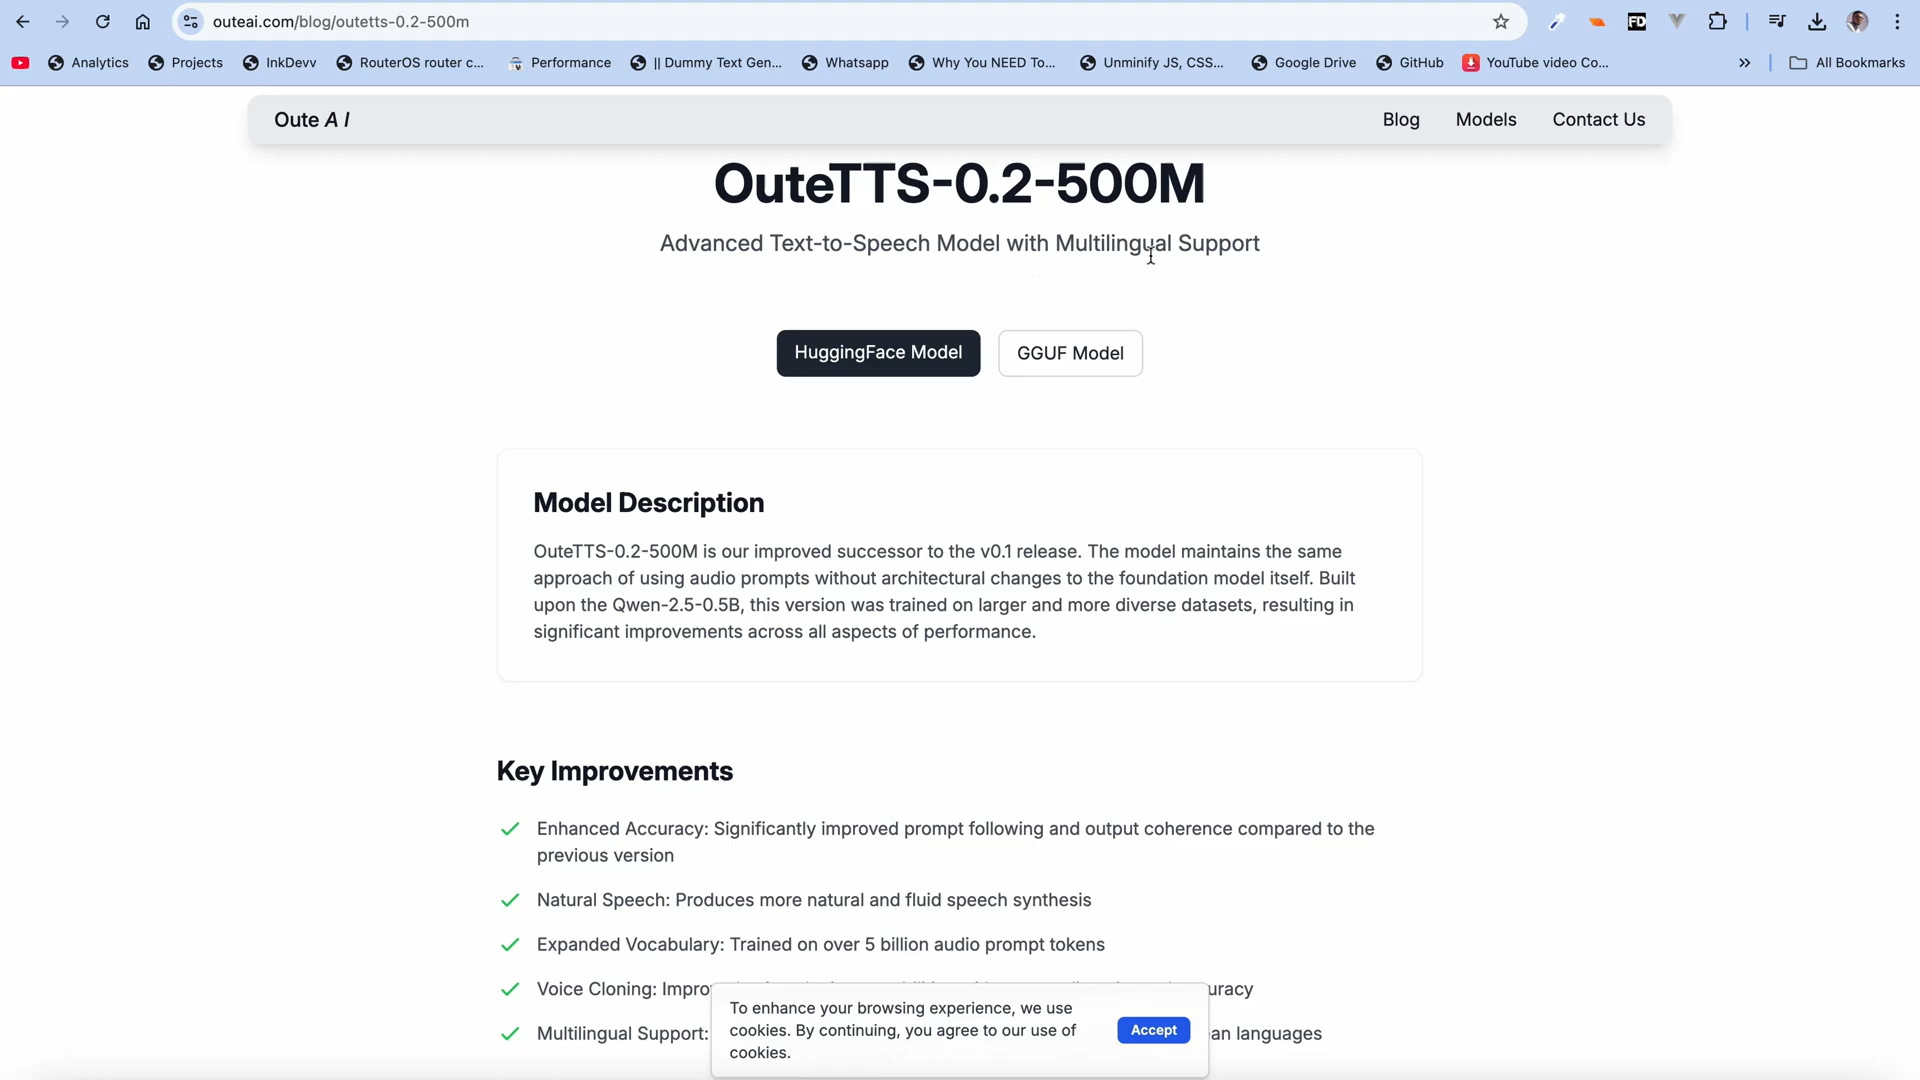 outeai.com/blog/outetts-0.2-500m
Analytics
Projects
InkDevv
RouterOS router c...
Performance
|| Dummy Text Gen...
Whatsapp
Why You NEED To...
Unminify JS, CSS...
Google Drive
GitHub
YouTube video Co...
All Bookmarks
Oute A I
Blog
Models
Contact Us
OuteTTS-0.2-500M
Advanced Text-to-Speech Model with Multilingual Support
HuggingFace Model
GGUF Model
Model Description
OuteTTS-0.2-500M is our improved successor to the v0.1 release. The model maintains the same
approach of using audio prompts without architectural changes to the foundation model itself. Built
upon the Qwen-2.5-0.5B, this version was trained on larger and more diverse datasets, resulting in
significant improvements across all aspects of performance.
Key Improvements
Enhanced Accuracy: Significantly improved prompt following and output coherence compared to the
previous version
Natural Speech: Produces more natural and fluid speech synthesis
Expanded Vocabulary: Trained on over 5 billion audio prompt tokens
Voice Cloning: Impro
uracy
Multilingual Support:
an languages
To enhance your browsing experience, we use
cookies. By continuing, you agree to our use of
cookies.
Accept